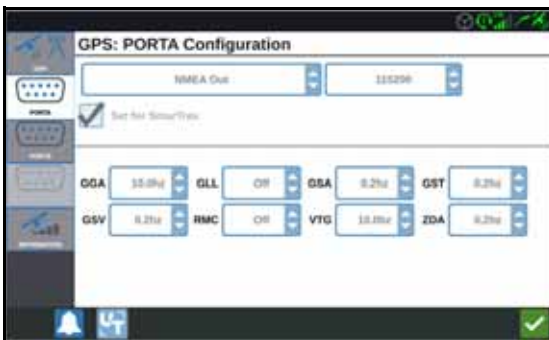 GPS: PORTA Configuration
NMEA Out 115200
PORTA
Set for SmarTrax
GGA 10.0hz GLL Off GSA 0.2hz GST 0.2hz
GSV 0.2hz RMC Off VTG 10.0hz ZDA 0.2hz
UT